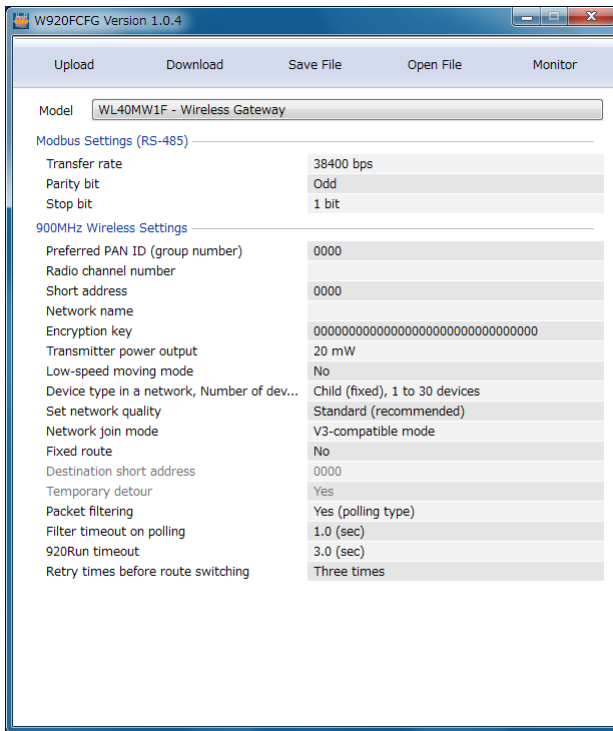 W920FCFG Version 1.0.4
Upload Download Save File Open File Monitor
Model WL40MW1F - Wireless Gateway
Modbus Settings (RS-485)
Transfer rate 38400 bps
Parity bit Odd
Stop bit 1 bit
900MHz Wireless Settings
Preferred PAN ID (group number) 0000
Radio channel number
Short address 0000
Network name
Encryption key 00000000000000000000000000000000
Transmitter power output 20 mW
Low-speed moving mode No
Device type in a network, Number of dev... Child (fixed), 1 to 30 devices
Set network quality Standard (recommended)
Network join mode V3-compatible mode
Fixed route No
Destination short address 0000
Temporary detour Yes
Packet filtering Yes (polling type)
Filter timeout on polling 1.0 (sec)
920Run timeout 3.0 (sec)
Retry times before route switching Three times